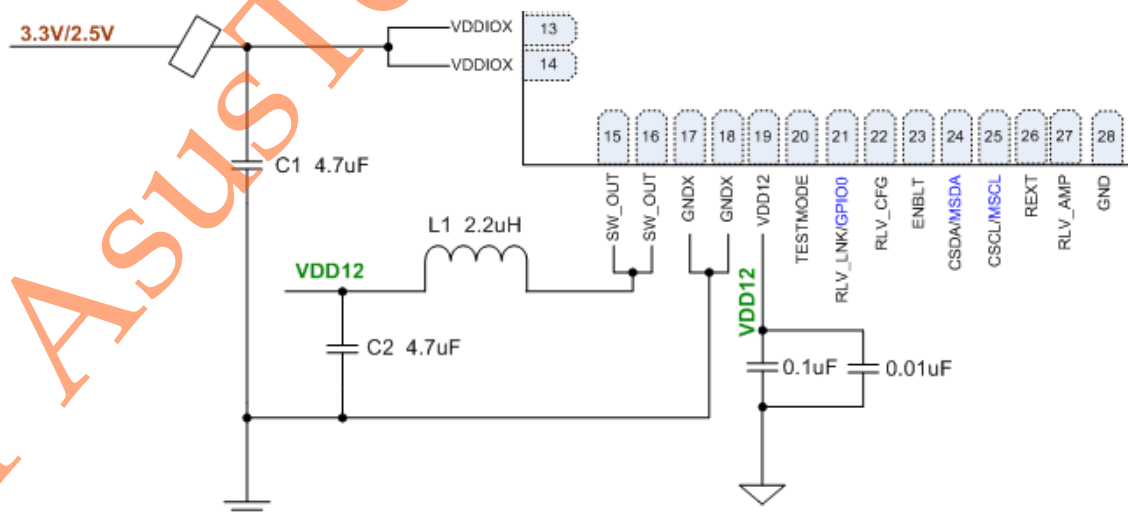 3.3V/2.5V
VDDIOX 13
VDDIOX 14
15 16 17 18 19 20 21 22 23 24 25 26 27 28
SW_OUT
SW_OUT
GNDX
GNDX
VDD12
TESTMODE
RLV_LNK/GPIO0
RLV_CFG
ENBLT
CSDA/MSDA
CSCL/MSCL
REXT
RLV_AMP
GND
C1 4.7uF
L1 2.2uH
VDD12
VDD12
C2 4.7uF
0.1uF
0.01uF
AsusTe